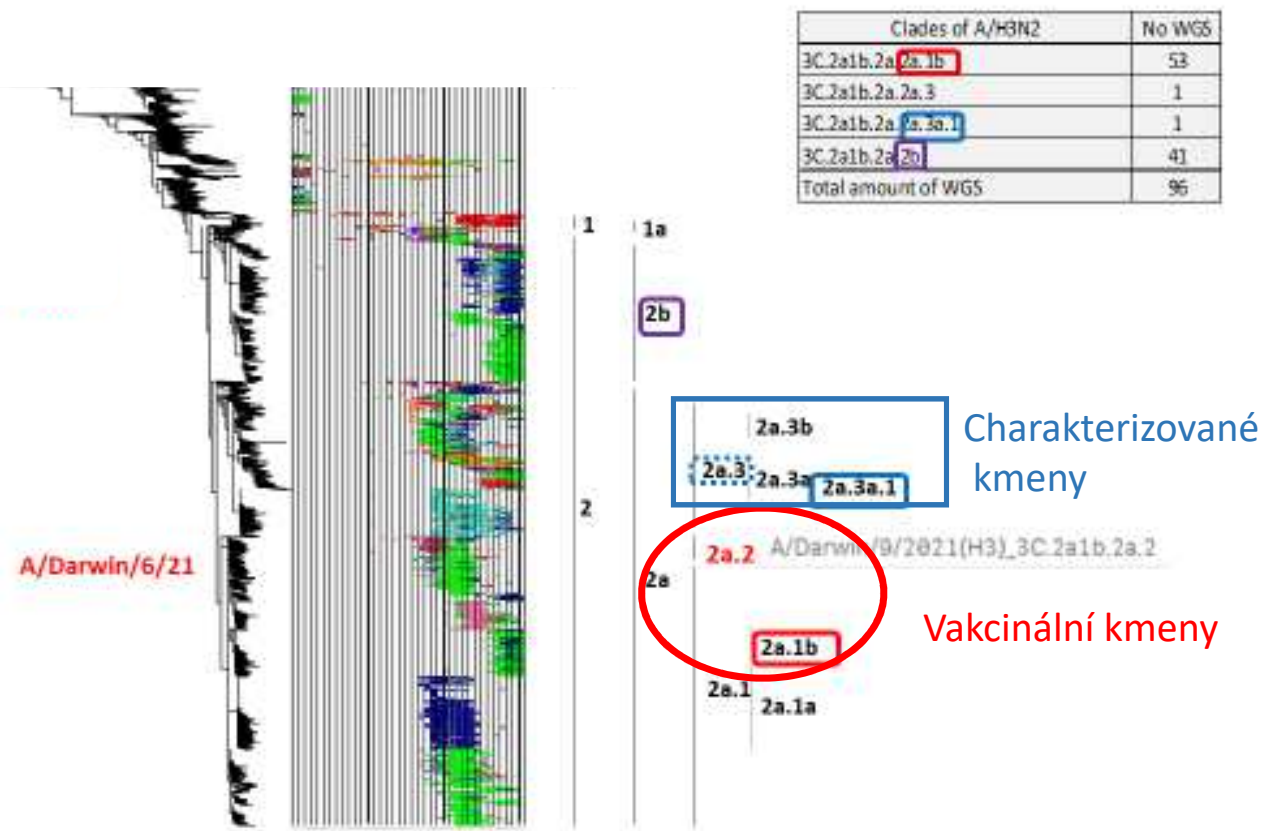 Clades of A/H3N2 No WGS
3C.2a1b.2a.2a.1b 53
3C.2a1b.2a.2a.3 1
3C.2a1b.2a.2a.3a.1 1
3C.2a1b.2a.2b 41
Total amount of WGS 96
1 1a
2b
2a.3b
Charakterizované
kmeny
2a.3 2a.3a 2a.3a.1
2
A/Darwin/6/21
2a.2 A/Darwin/9/2021(H3)_3C.2a1b.2a.2
2a
Vakcinální kmeny
2a.1b
2a.1
2a.1a